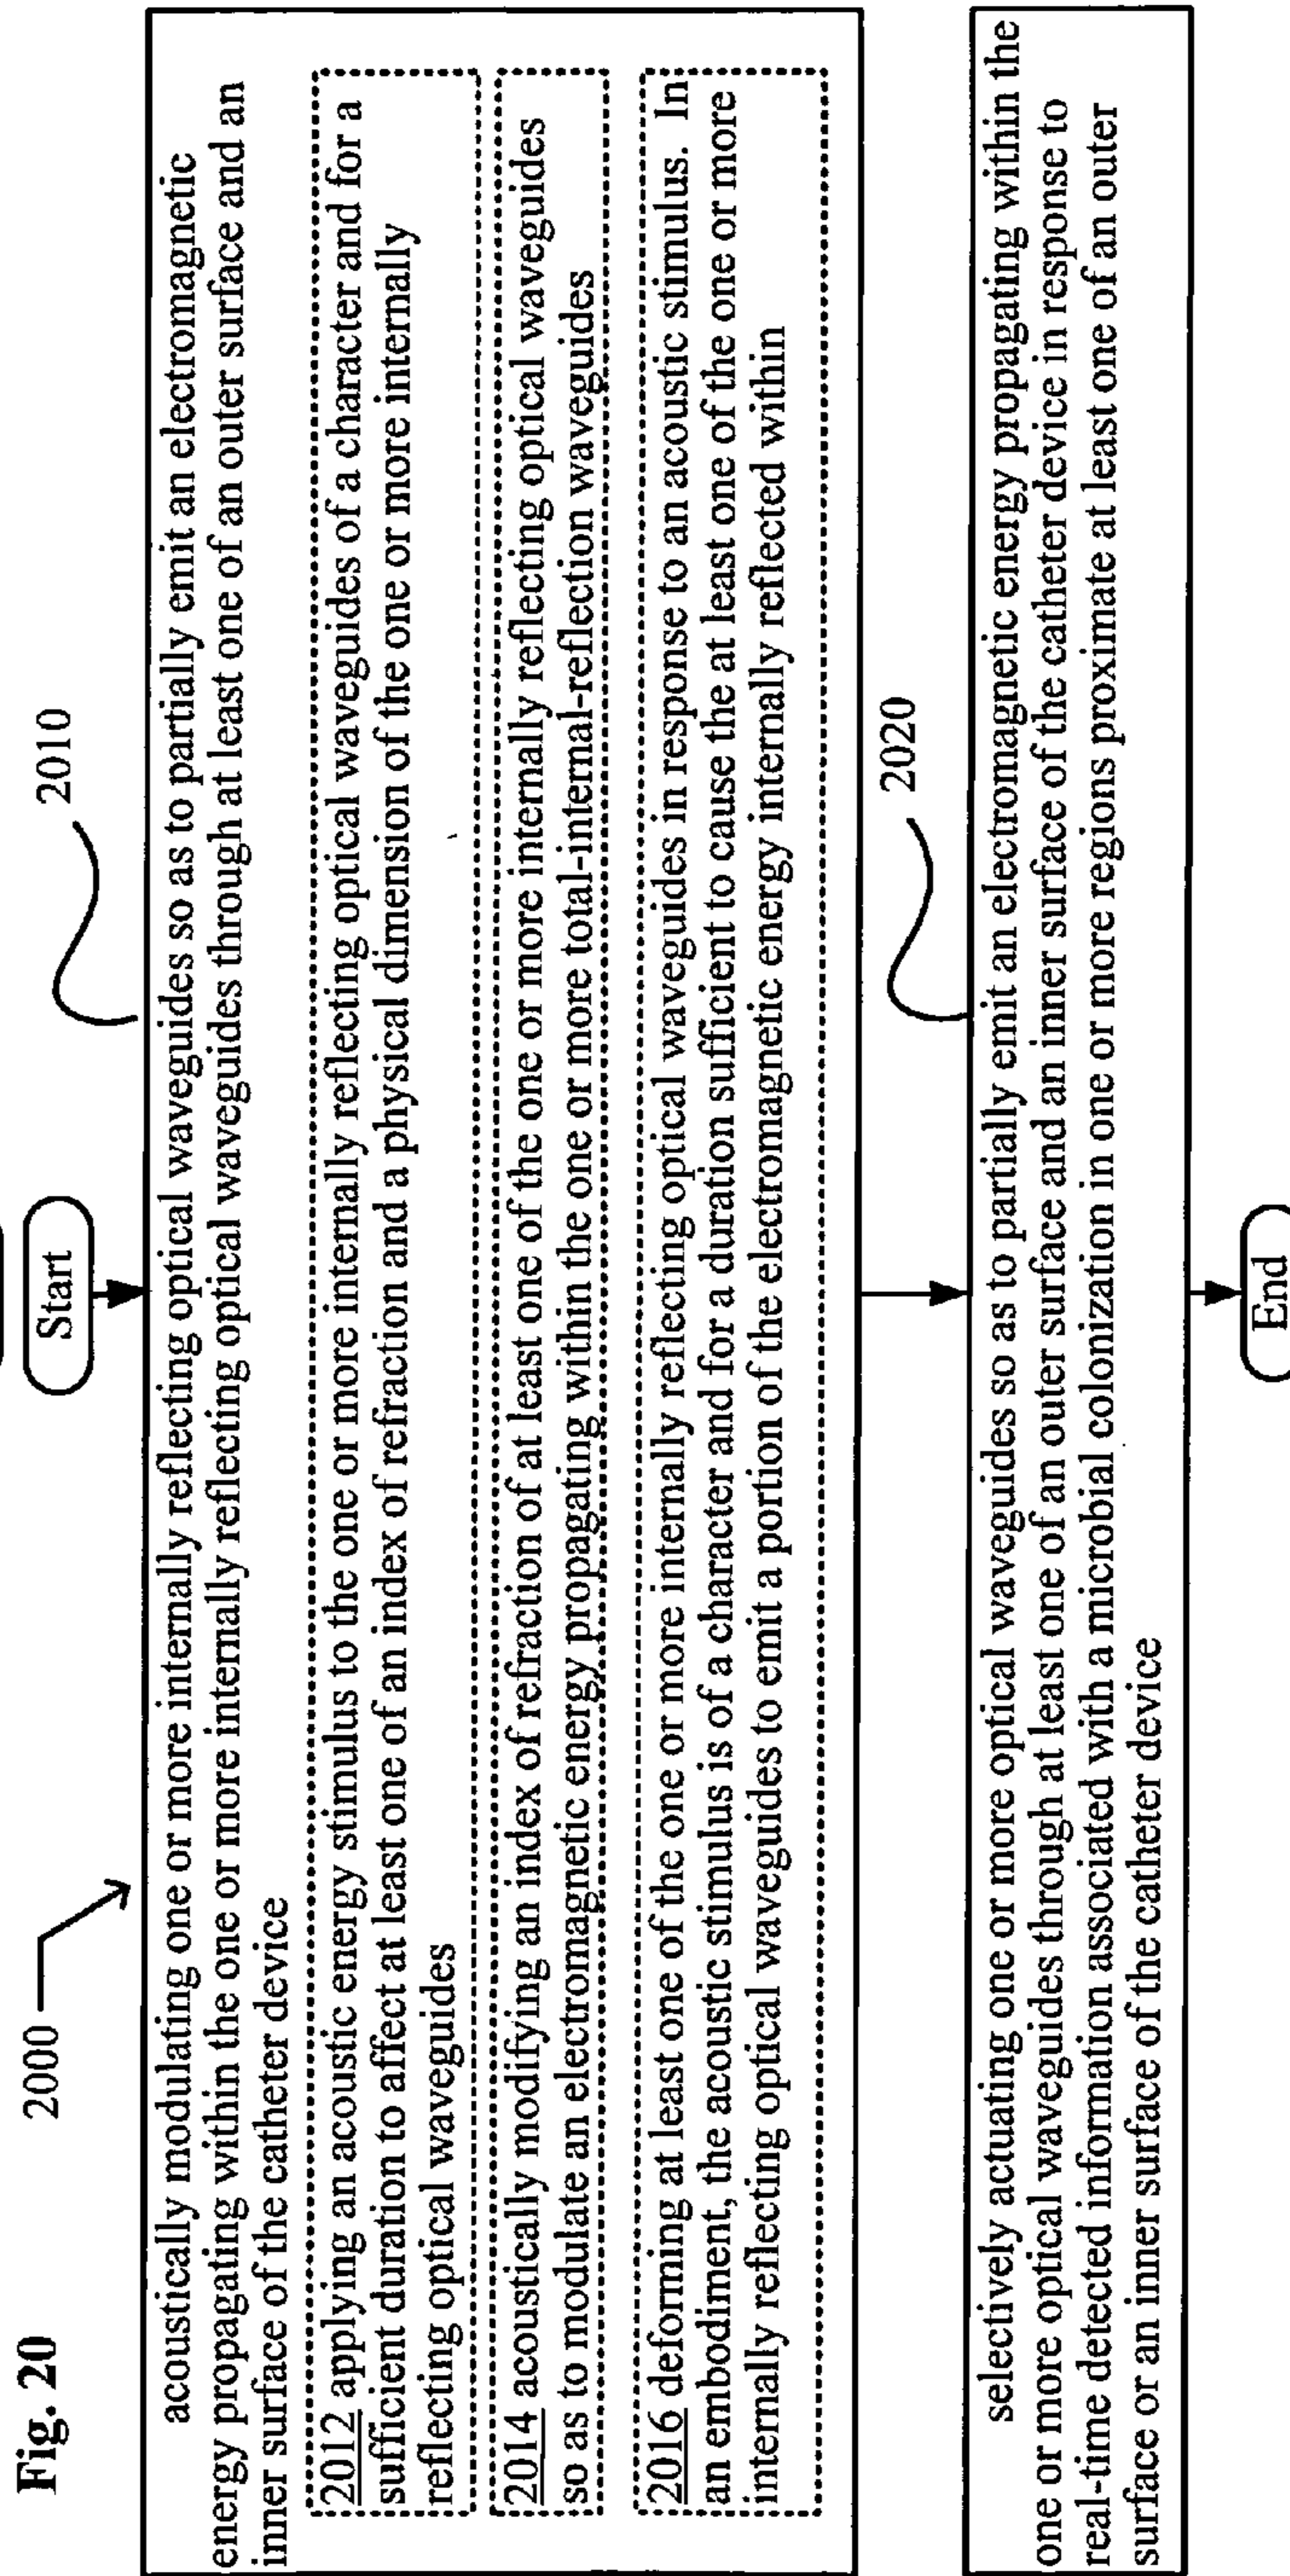 Fig. 20
2000
Start
2010
acoustically modulating one or more internally reflecting optical waveguides so as to partially emit an electromagnetic
energy propagating within the one or more internally reflecting optical waveguides through at least one of an outer surface and an
inner surface of the catheter device
2012 applying an acoustic energy stimulus to the one or more internally reflecting optical waveguides of a character and for a
sufficient duration to affect at least one of an index of refraction and a physical dimension of the one or more internally
reflecting optical waveguides
2014 acoustically modifying an index of refraction of at least one of the one or more internally reflecting optical waveguides
so as to modulate an electromagnetic energy propagating within the one or more total-internal-reflection waveguides
2016 deforming at least one of the one or more internally reflecting optical waveguides in response to an acoustic stimulus. In
an embodiment, the acoustic stimulus is of a character and for a duration sufficient to cause the at least one of the one or more
internally reflecting optical waveguides to emit a portion of the electromagnetic energy internally reflected within
2020
selectively actuating one or more optical waveguides so as to partially emit an electromagnetic energy propagating within the
one or more optical waveguides through at least one of an outer surface and an inner surface of the catheter device in response to
real-time detected information associated with a microbial colonization in one or more regions proximate at least one of an outer
surface or an inner surface of the catheter device
End